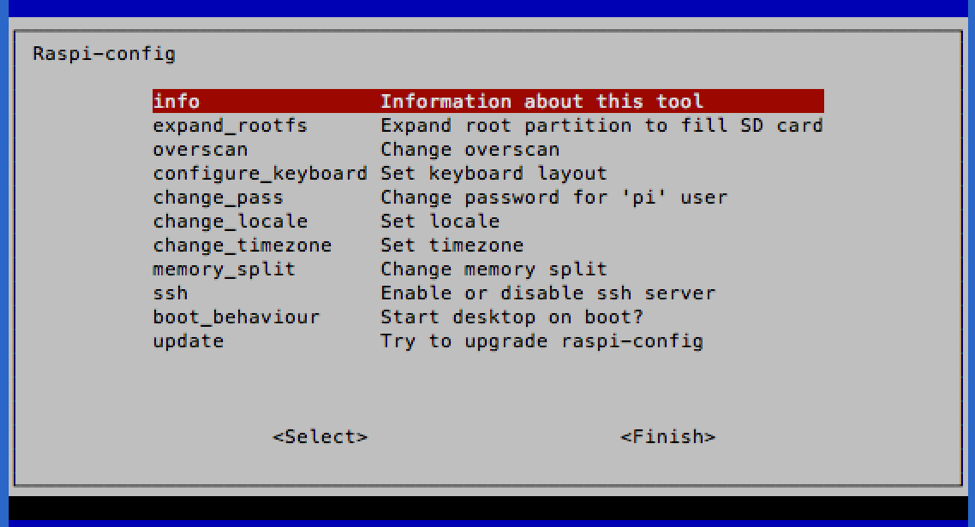 Raspi-config
info Information about this tool
expand_rootfs Expand root partition to fill SD card
overscan Change overscan
configure_keyboard Set keyboard layout
change_pass Change password for 'pi' user
change_locale Set locale
change_timezone Set timezone
memory_split Change memory split
ssh Enable or disable ssh server
boot_behaviour Start desktop on boot?
update Try to upgrade raspi-config
<Select> <Finish>